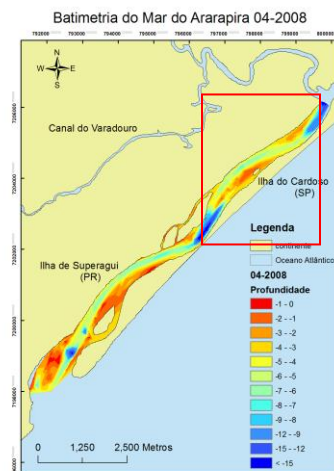 Batimetria do Mar do Ararapira 04-2008
N
W E
S
Canal do Varadouro
Ilha do Cardoso
(SP)
Ilha de Superagui
(PR)
Legenda
continente
Oceano Atlântico
04-2008
Profundidade
-1 - 0
-2 - -1
-3 - -2
-4 - -3
-5 - -4
-6 - -5
-7 - -6
-8 - -7
-9 - -8
-12 - -9
-15 - -12
< -15
0 1,250 2,500 Metros